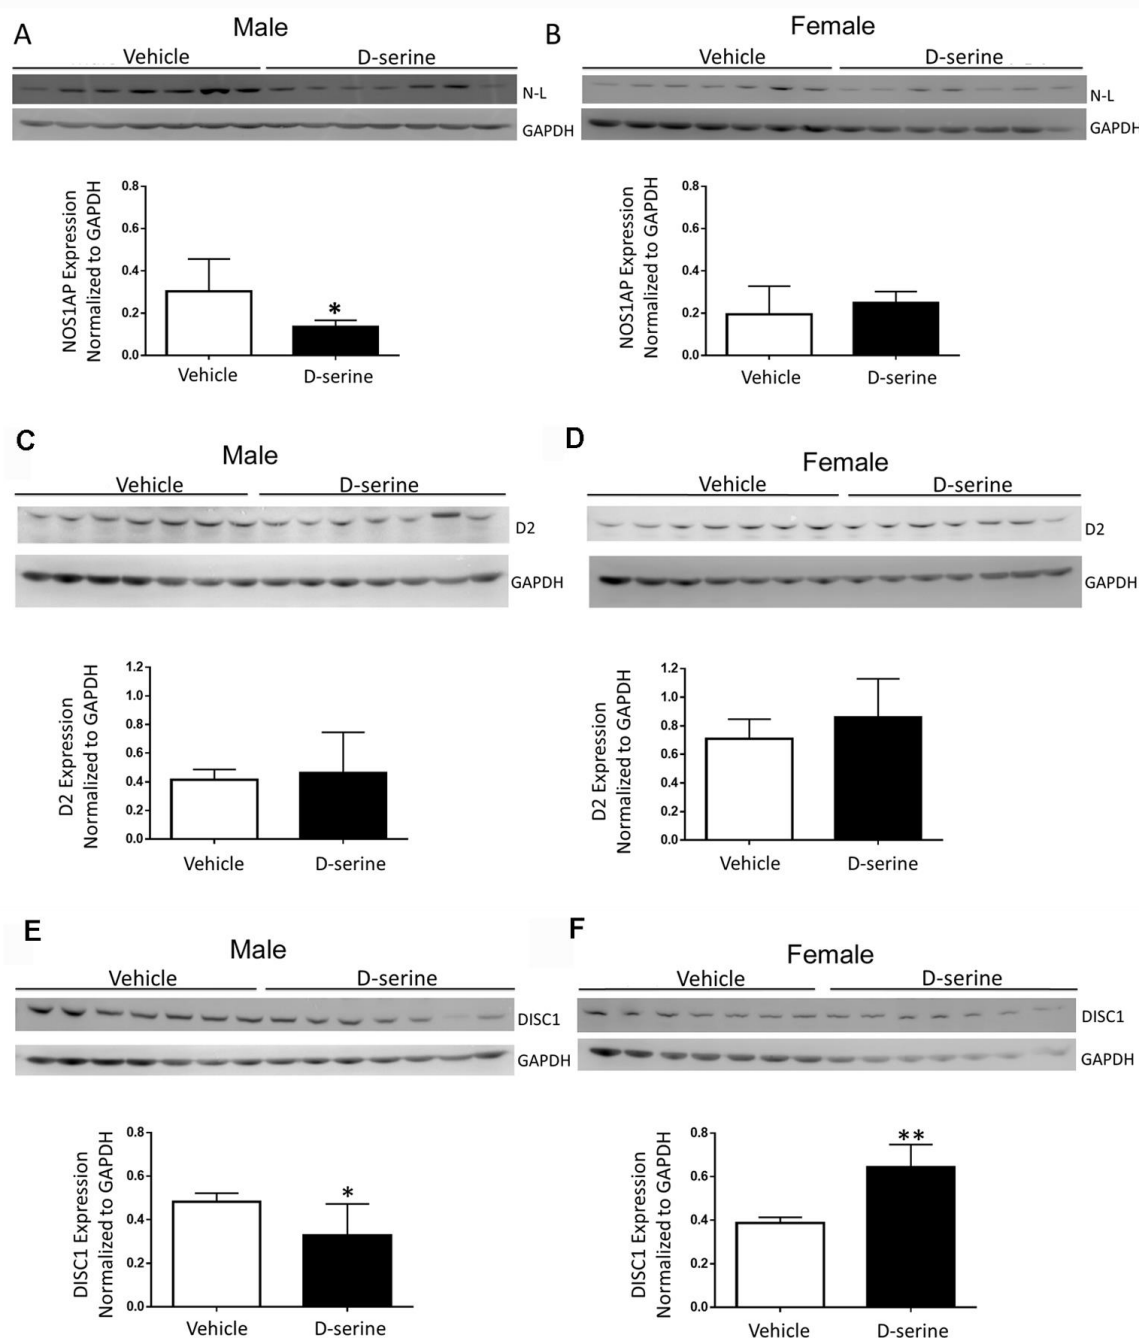 A
Male
Vehicle
D-serine
N-L
GAPDH
NOS1AP Expression
Normalized to GAPDH
0.8
0.6
0.4
0.2
0.0
*
Vehicle
D-serine
B
Female
Vehicle
D-serine
N-L
GAPDH
NOS1AP Expression
Normalized to GAPDH
0.8
0.6
0.4
0.2
0.0
Vehicle
D-serine
C
Male
Vehicle
D-serine
D2
GAPDH
D2 Expression
Normalized to GAPDH
1.2
1.0
0.8
0.6
0.4
0.2
0.0
Vehicle
D-serine
D
Female
Vehicle
D-serine
D2
GAPDH
D2 Expression
Normalized to GAPDH
1.2
1.0
0.8
0.6
0.4
0.2
0.0
Vehicle
D-serine
E
Male
Vehicle
D-serine
DISC1
GAPDH
DISC1 Expression
Normalized to GAPDH
0.8
0.6
0.4
0.2
0.0
*
Vehicle
D-serine
F
Female
Vehicle
D-serine
DISC1
GAPDH
DISC1 Expression
Normalized to GAPDH
0.8
0.6
0.4
0.2
0.0
**
Vehicle
D-serine